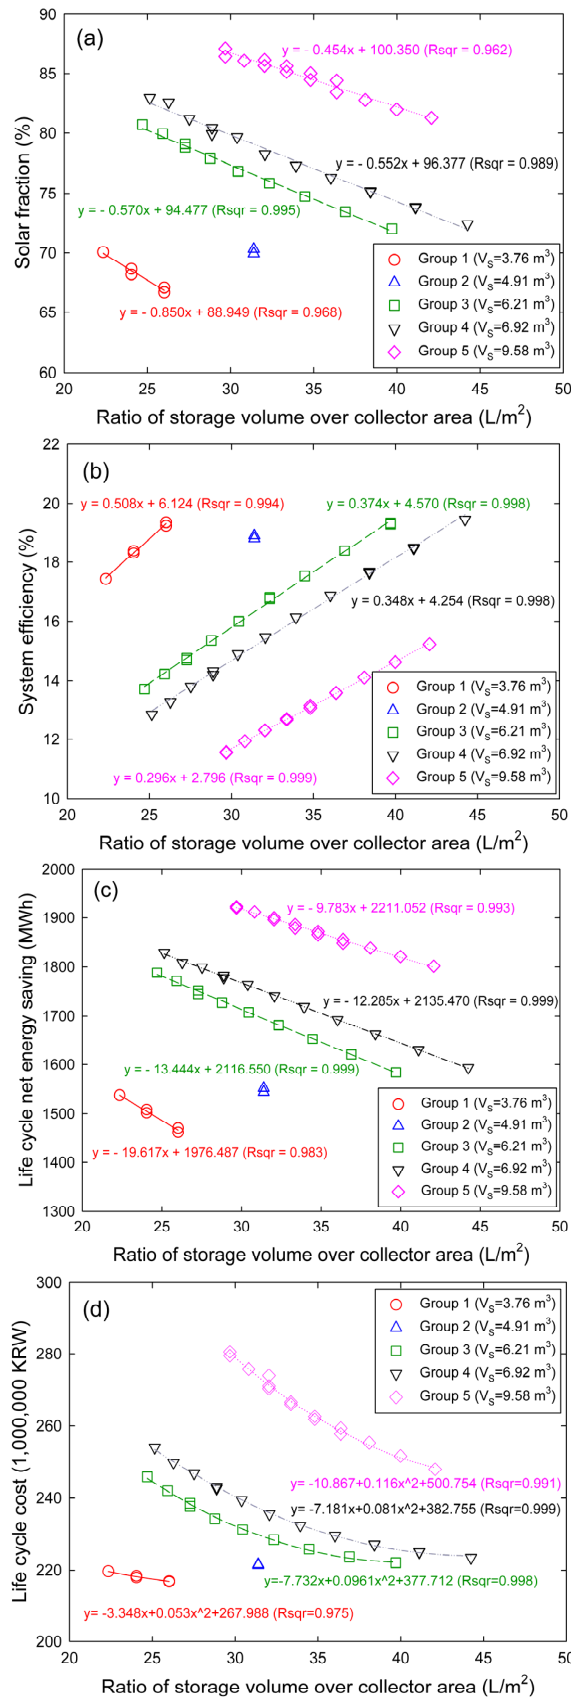 90
(a)
y = - 0.454x + 100.350 (Rsqr = 0.962)
85
80
y = - 0.552x + 96.377 (Rsqr = 0.989)
75
y = - 0.570x + 94.477 (Rsqr = 0.995)
70
Group 1 (VS=3.76 m3)
Group 2 (VS=4.91 m3)
Group 3 (VS=6.21 m3)
Group 4 (VS=6.92 m3)
Group 5 (VS=9.58 m3)
65
y = - 0.850x + 88.949 (Rsqr = 0.968)
60
Solar fraction (%)
20 25 30 35 40 45 50
Ratio of storage volume over collector area (L/m2)
22
(b)
20
y = 0.508x + 6.124 (Rsqr = 0.994)
y = 0.374x + 4.570 (Rsqr = 0.998)
18
16
y = 0.348x + 4.254 (Rsqr = 0.998)
14
Group 1 (VS=3.76 m3)
Group 2 (VS=4.91 m3)
Group 3 (VS=6.21 m3)
Group 4 (VS=6.92 m3)
Group 5 (VS=9.58 m3)
12
y = 0.296x + 2.796 (Rsqr = 0.999)
10
System efficiency (%)
20 25 30 35 40 45 50
Ratio of storage volume over collector area (L/m2)
2000
(c)
1900
y = - 9.783x + 2211.052 (Rsqr = 0.993)
1800
y = - 12.285x + 2135.470 (Rsqr = 0.999)
1700
1600
y = - 13.444x + 2116.550 (Rsqr = 0.999)
1500
Group 1 (VS=3.76 m3)
Group 2 (VS=4.91 m3)
Group 3 (VS=6.21 m3)
Group 4 (VS=6.92 m3)
Group 5 (VS=9.58 m3)
1400
y = - 19.617x + 1976.487 (Rsqr = 0.983)
1300
Life cycle net energy saving (MWh)
20 25 30 35 40 45 50
Ratio of storage volume over collector area (L/m2)
300
(d)
Group 1 (VS=3.76 m3)
Group 2 (VS=4.91 m3)
Group 3 (VS=6.21 m3)
Group 4 (VS=6.92 m3)
Group 5 (VS=9.58 m3)
280
260
y=-10.867+0.116x^2+500.754 (Rsqr=0.991)
y= -7.181x+0.081x^2+382.755 (Rsqr=0.999)
240
220
y=-7.732x+0.0961x^2+377.712 (Rsqr=0.998)
y= -3.348x+0.053x^2+267.988 (Rsqr=0.975)
200
Life cycle cost (1,000,000 KRW)
20 25 30 35 40 45 50
Ratio of storage volume over collector area (L/m2)